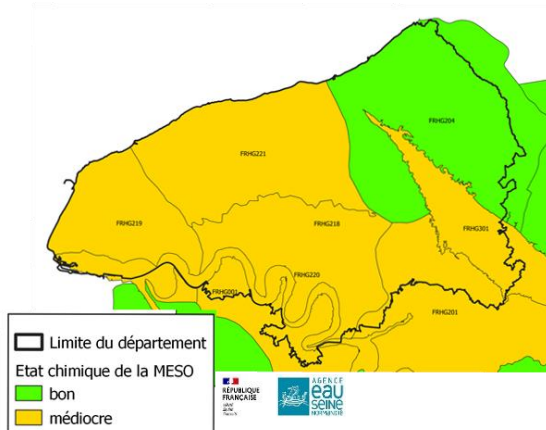 FRHG204
FRHG221
FRHG219
FRHG218
FRHG301
FRHG220
FRHG001
FRHG201
Limite du département
Etat chimique de la MESO
bon
médiocre
RÉPUBLIQUE
FRANÇAISE
AGENCE
eau
seine
NORMANDIE